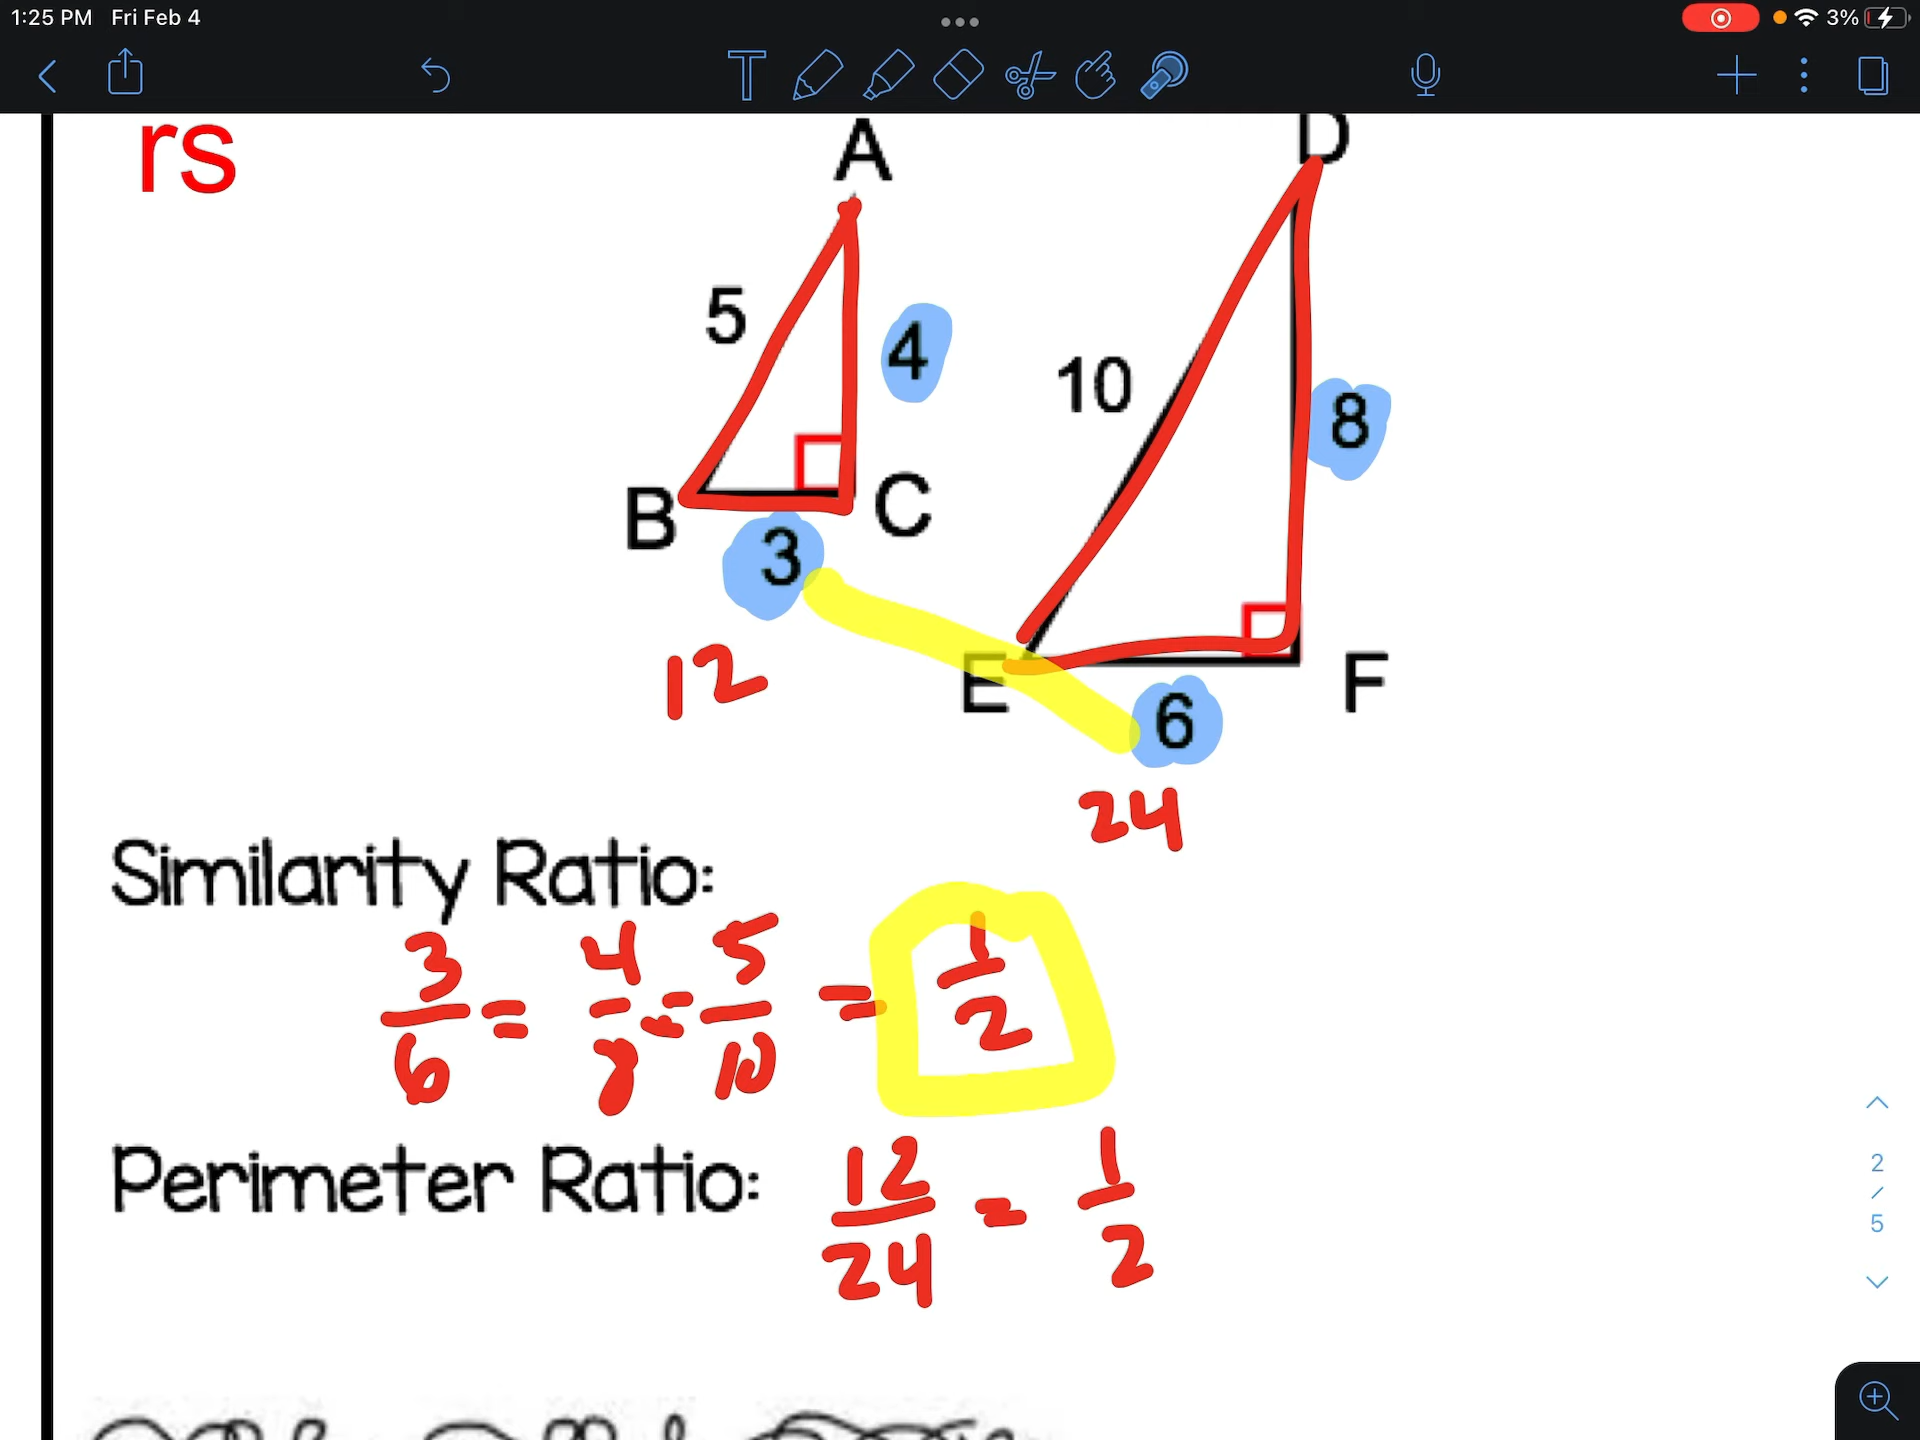 1:25 PM Fri Feb 4
3%
rs
A
D
5
4
10
8
B
C
3
12
E
F
6
24
Similarity Ratio:
3/6 = 4/8 = 5/10 = 1/2
Perimeter Ratio: 12/24 = 1/2
2
/
5